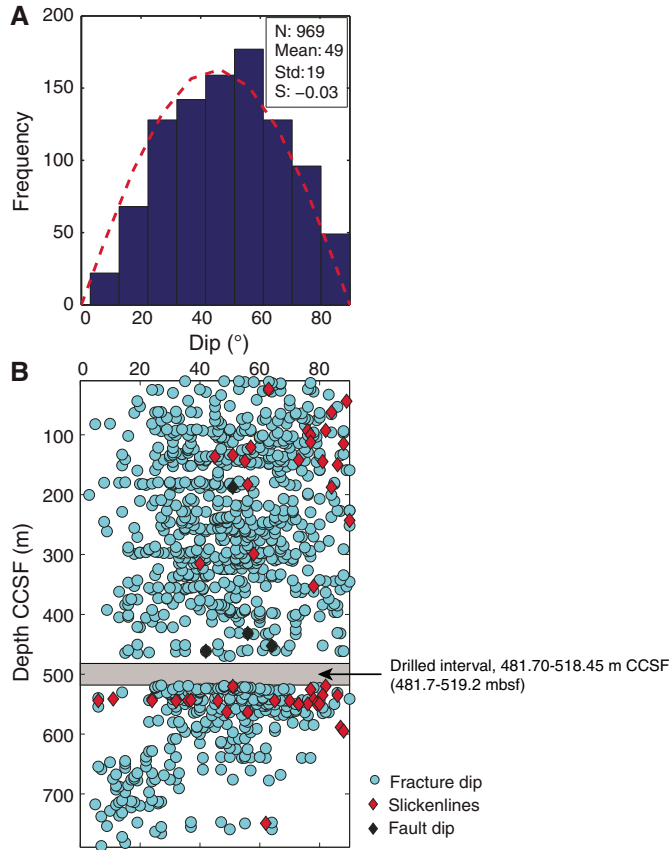 A
200
150
100
50
0
Frequency
N: 969
Mean: 49
Std: 19
S: −0.03
0 20 40 60 80
Dip (°)
B
0 20 40 60 80
100
200
300
400
500
600
700
Depth CCSF (m)
Drilled interval, 481.70-518.45 m CCSF
(481.7-519.2 mbsf)
Fracture dip
Slickenlines
Fault dip